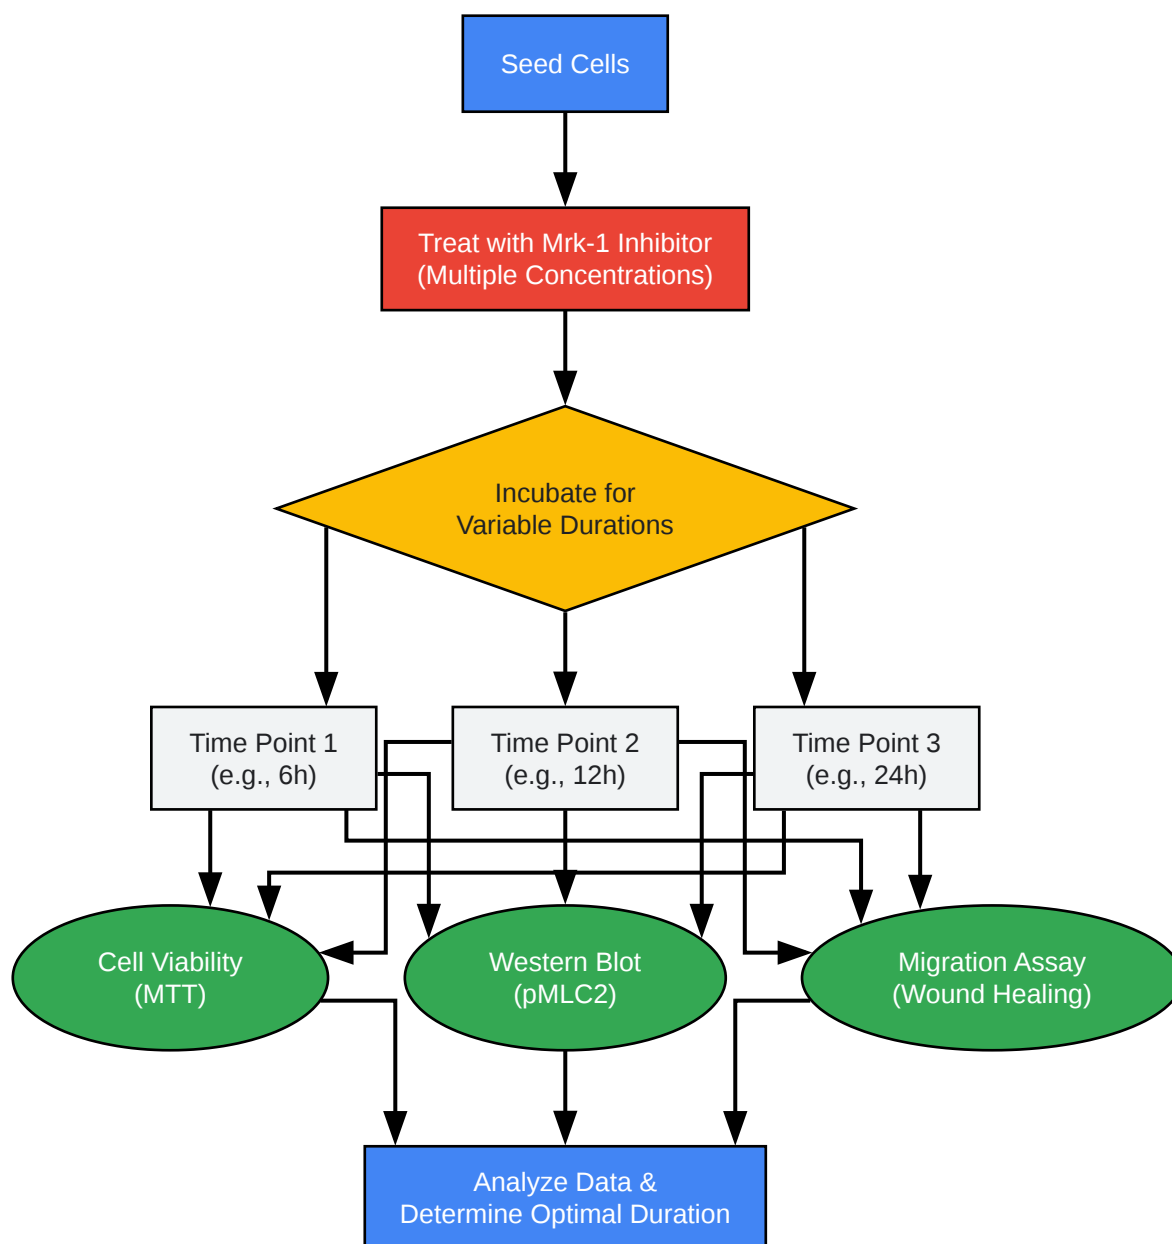 Seed Cells
Treat with Mrk-1 Inhibitor
(Multiple Concentrations)
Incubate for
Variable Durations
Time Point 1
(e.g., 6h)
Time Point 2
(e.g., 12h)
Time Point 3
(e.g., 24h)
Cell Viability
(MTT)
Western Blot
(pMLC2)
Migration Assay
(Wound Healing)
Analyze Data &
Determine Optimal Duration